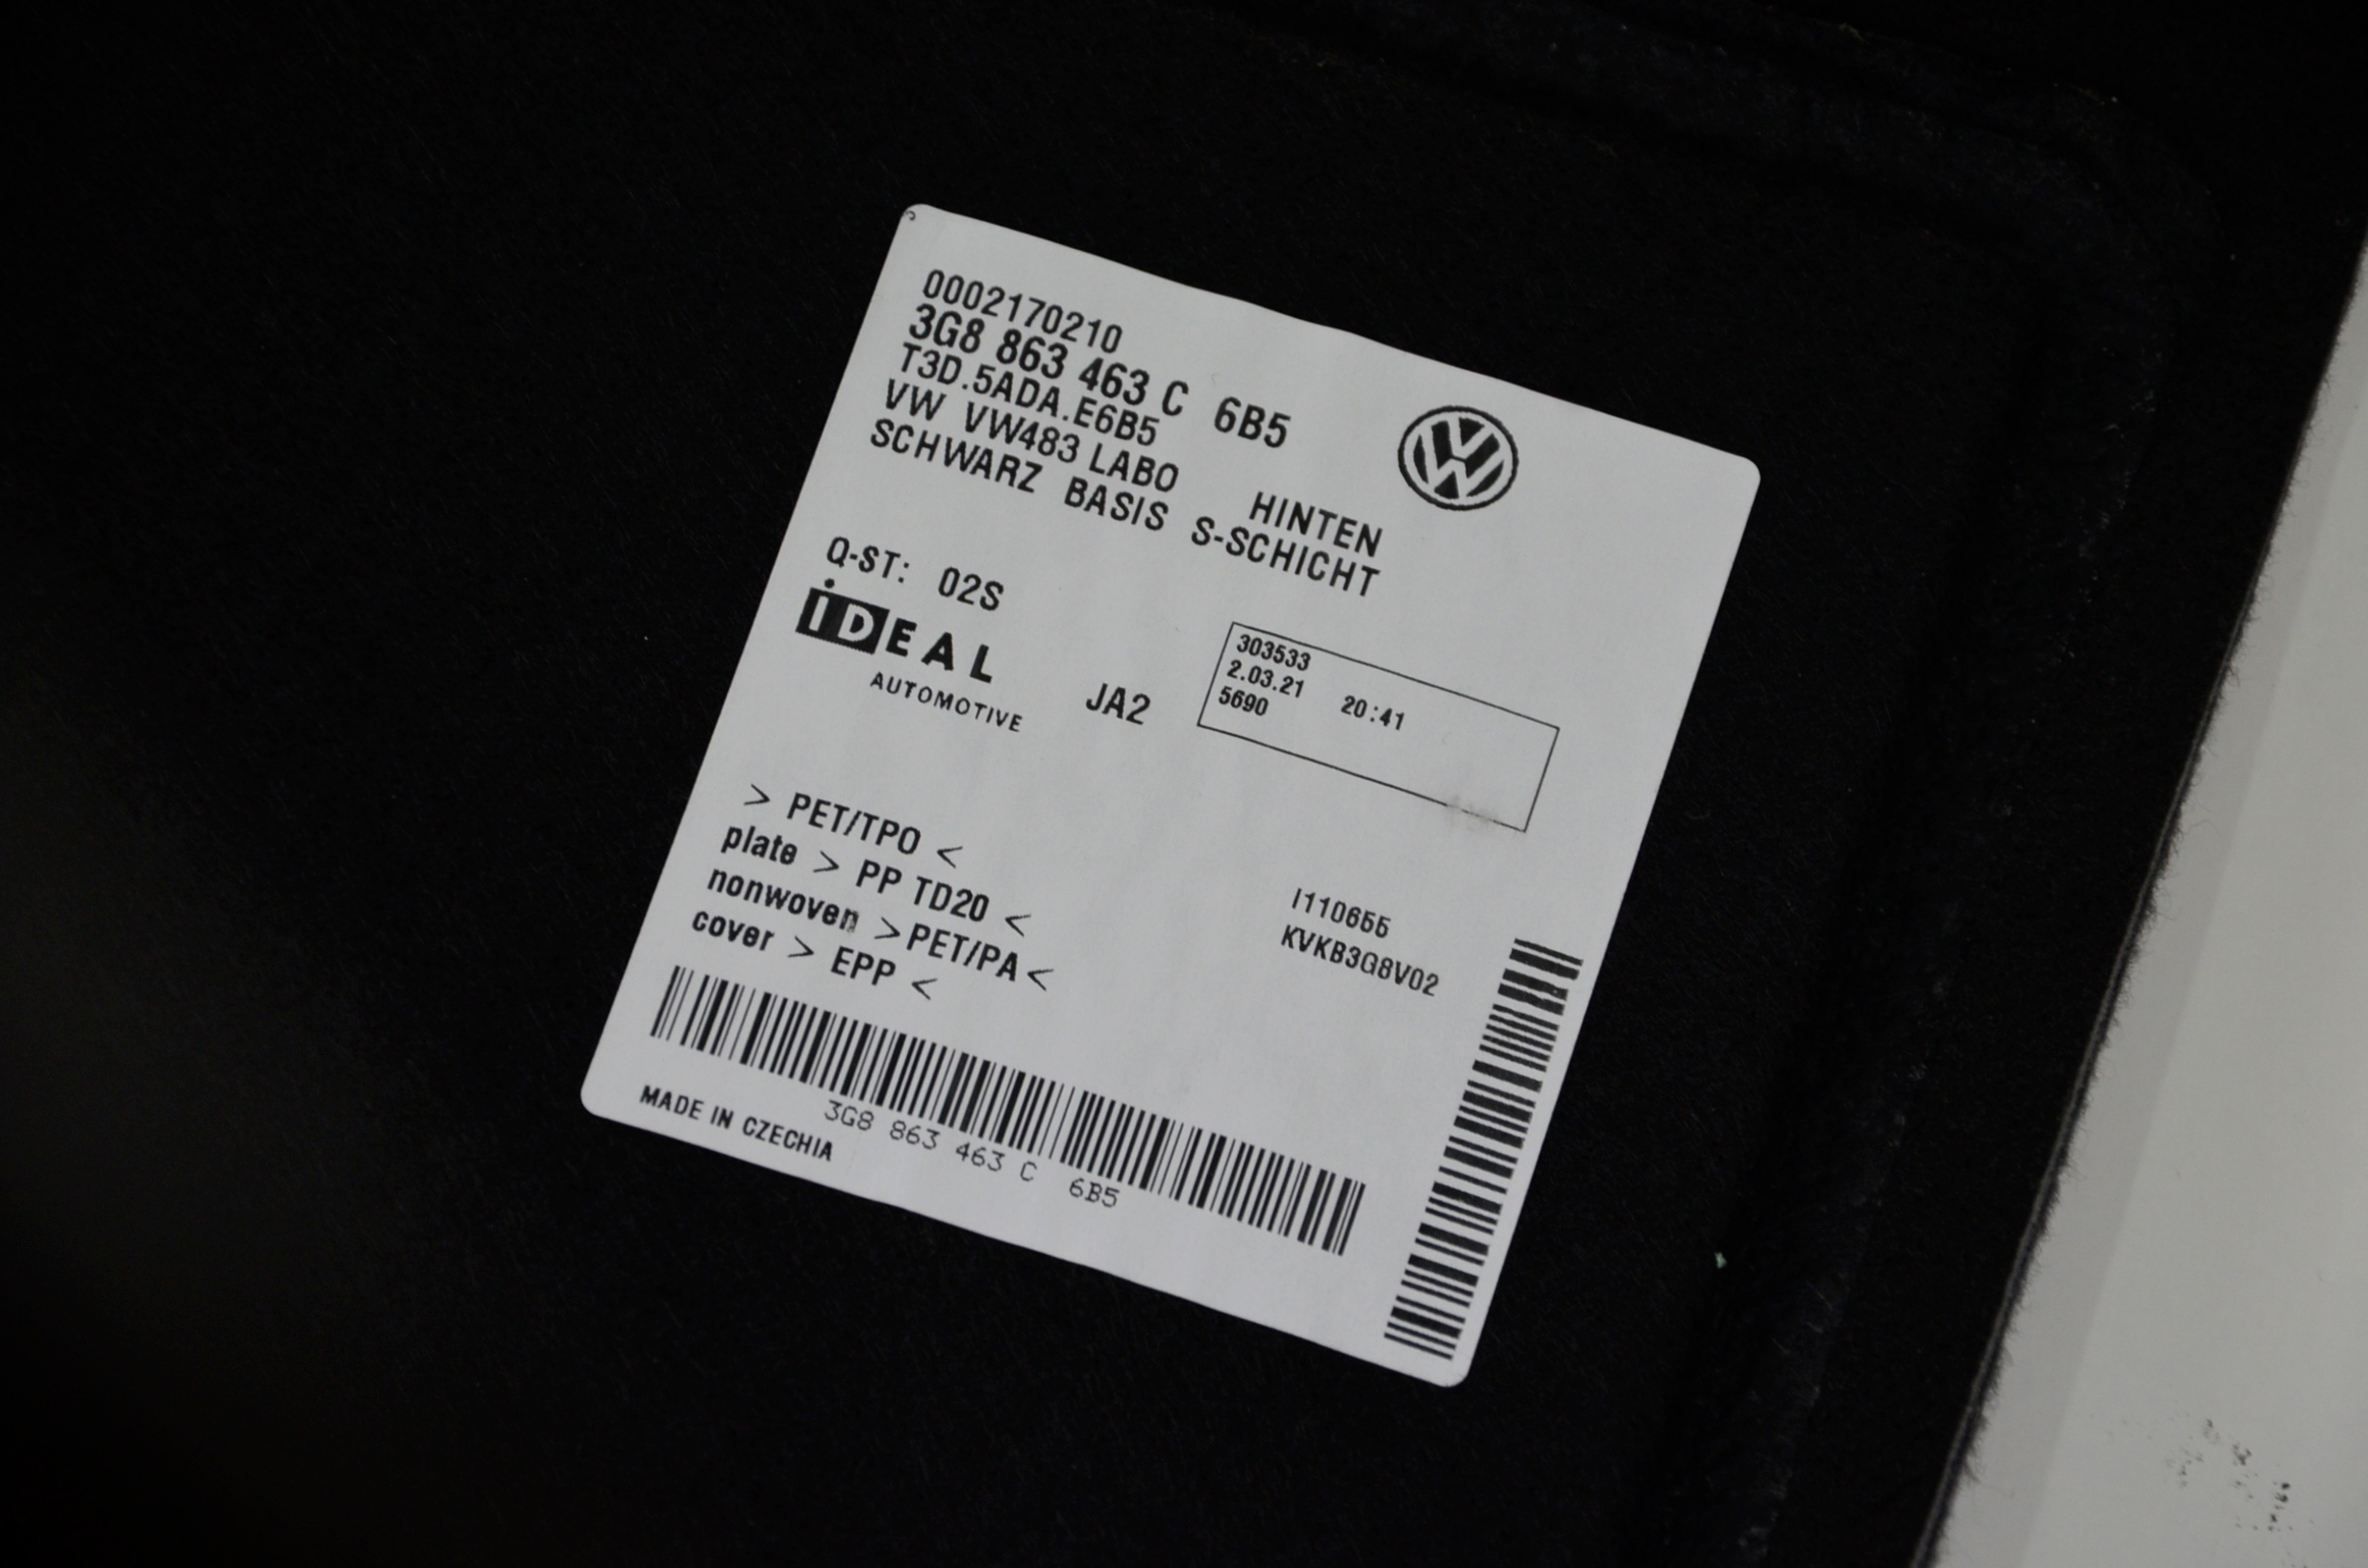 0002170210
3G8 863 463 C 6B5
T3D.5ADA.E6B5
VW VW483 LABO HINTEN
SCHWARZ BASIS S-SCHICHT
Q-ST: 02S
iDEAL
AUTOMOTIVE
JA2
303533
2.03.21 20:41
5690
> PET/TPO <
plate > PP TD20 <
nonwoven >PET/PA<
cover > EPP <
KVKB3G8V02
3G8 863 463 C 6B5
MADE IN CZECHIA